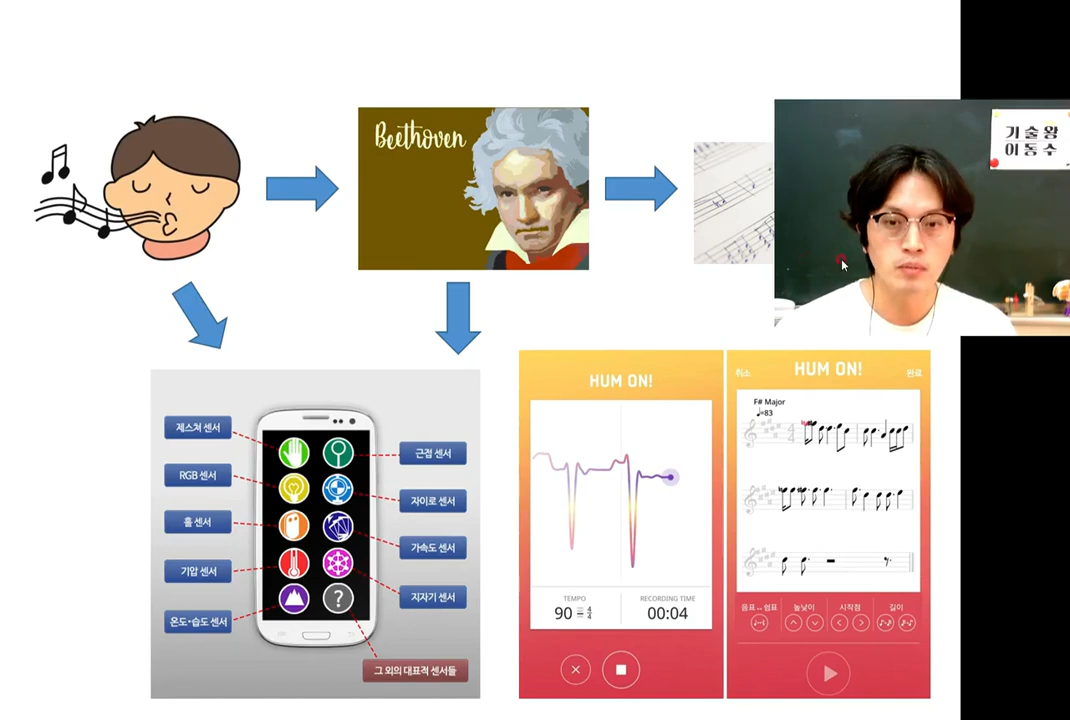 Beethoven
기술왕
이동수
제스쳐 센서
RGB 센서
홀 센서
기압 센서
온도·습도 센서
근접 센서
자이로 센서
가속도 센서
지자기 센서
?
그 외의 대표적 센서들
HUM ON!
TEMPO
90 4/4
RECORDING TIME
00:04
취소
HUM ON!
완료
F# Major
♩=83
4/4
음표↔쉼표
높낮이
시작점
길이